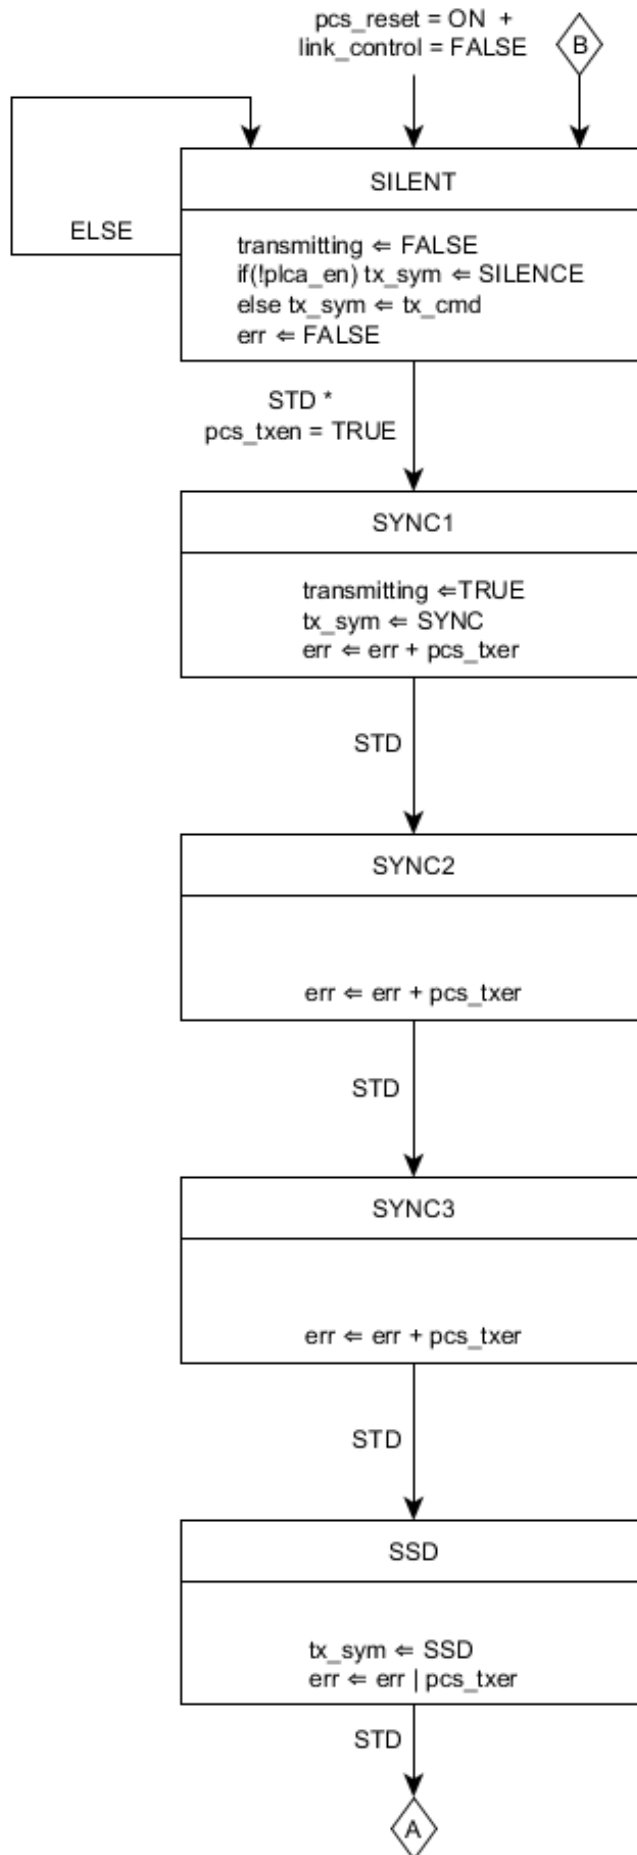 pcs_reset = ON +
link_control = FALSE
B
SILENT
ELSE
transmitting ⇐ FALSE
if(!plca_en) tx_sym ⇐ SILENCE
else tx_sym ⇐ tx_cmd
err ⇐ FALSE
STD *
pcs_txen = TRUE
SYNC1
transmitting ⇐TRUE
tx_sym ⇐ SYNC
err ⇐ err + pcs_txer
STD
SYNC2
err ⇐ err + pcs_txer
STD
SYNC3
err ⇐ err + pcs_txer
STD
SSD
tx_sym ⇐ SSD
err ⇐ err | pcs_txer
STD
A